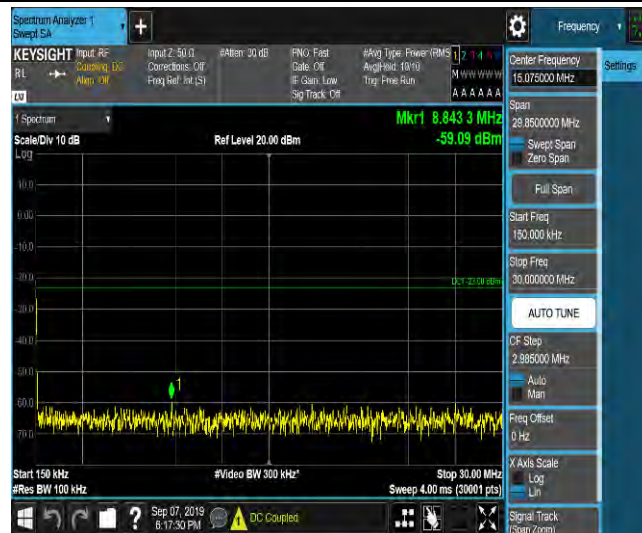 Spectrum Analyzer 1
Swept SA
+
Frequency
KEYSIGHT
RL
Input: RF
Coupling: DC
Align: Off
Input Z: 50 Ω
Corrections: Off
Freq Ref: Int (S)
#Atten: 30 dB
PNO: Fast
Gate: Off
IF Gain: Low
Sig Track: Off
#Avg Type: Power (RMS
Avg|Hold: 10/10
Trig: Free Run
1 2 3 4 5 6
M W W W W W
A A A A A A
1 Spectrum
Scale/Div 10 dB
Ref Level 20.00 dBm
Mkr1 8.843 3 MHz
-59.09 dBm
Log
10.0
0.00
-10.0
-20.0
DL1 -23.00 dBm
-30.0
-40.0
-50.0
1
-60.0
-70.0
Start 150 kHz
#Video BW 300 kHz*
Stop 30.00 MHz
#Res BW 100 kHz
Sweep 4.00 ms (30001 pts)
Center Frequency
15.075000 MHz
Settings
Span
29.8500000 MHz
Swept Span
Zero Span
Full Span
Start Freq
150.000 kHz
Stop Freq
30.000000 MHz
AUTO TUNE
CF Step
2.985000 MHz
Auto
Man
Freq Offset
0 Hz
X Axis Scale
Log
Lin
Signal Track
(Span Zoom)
?
Sep 07, 2019
6:17:30 PM
DC Coupled